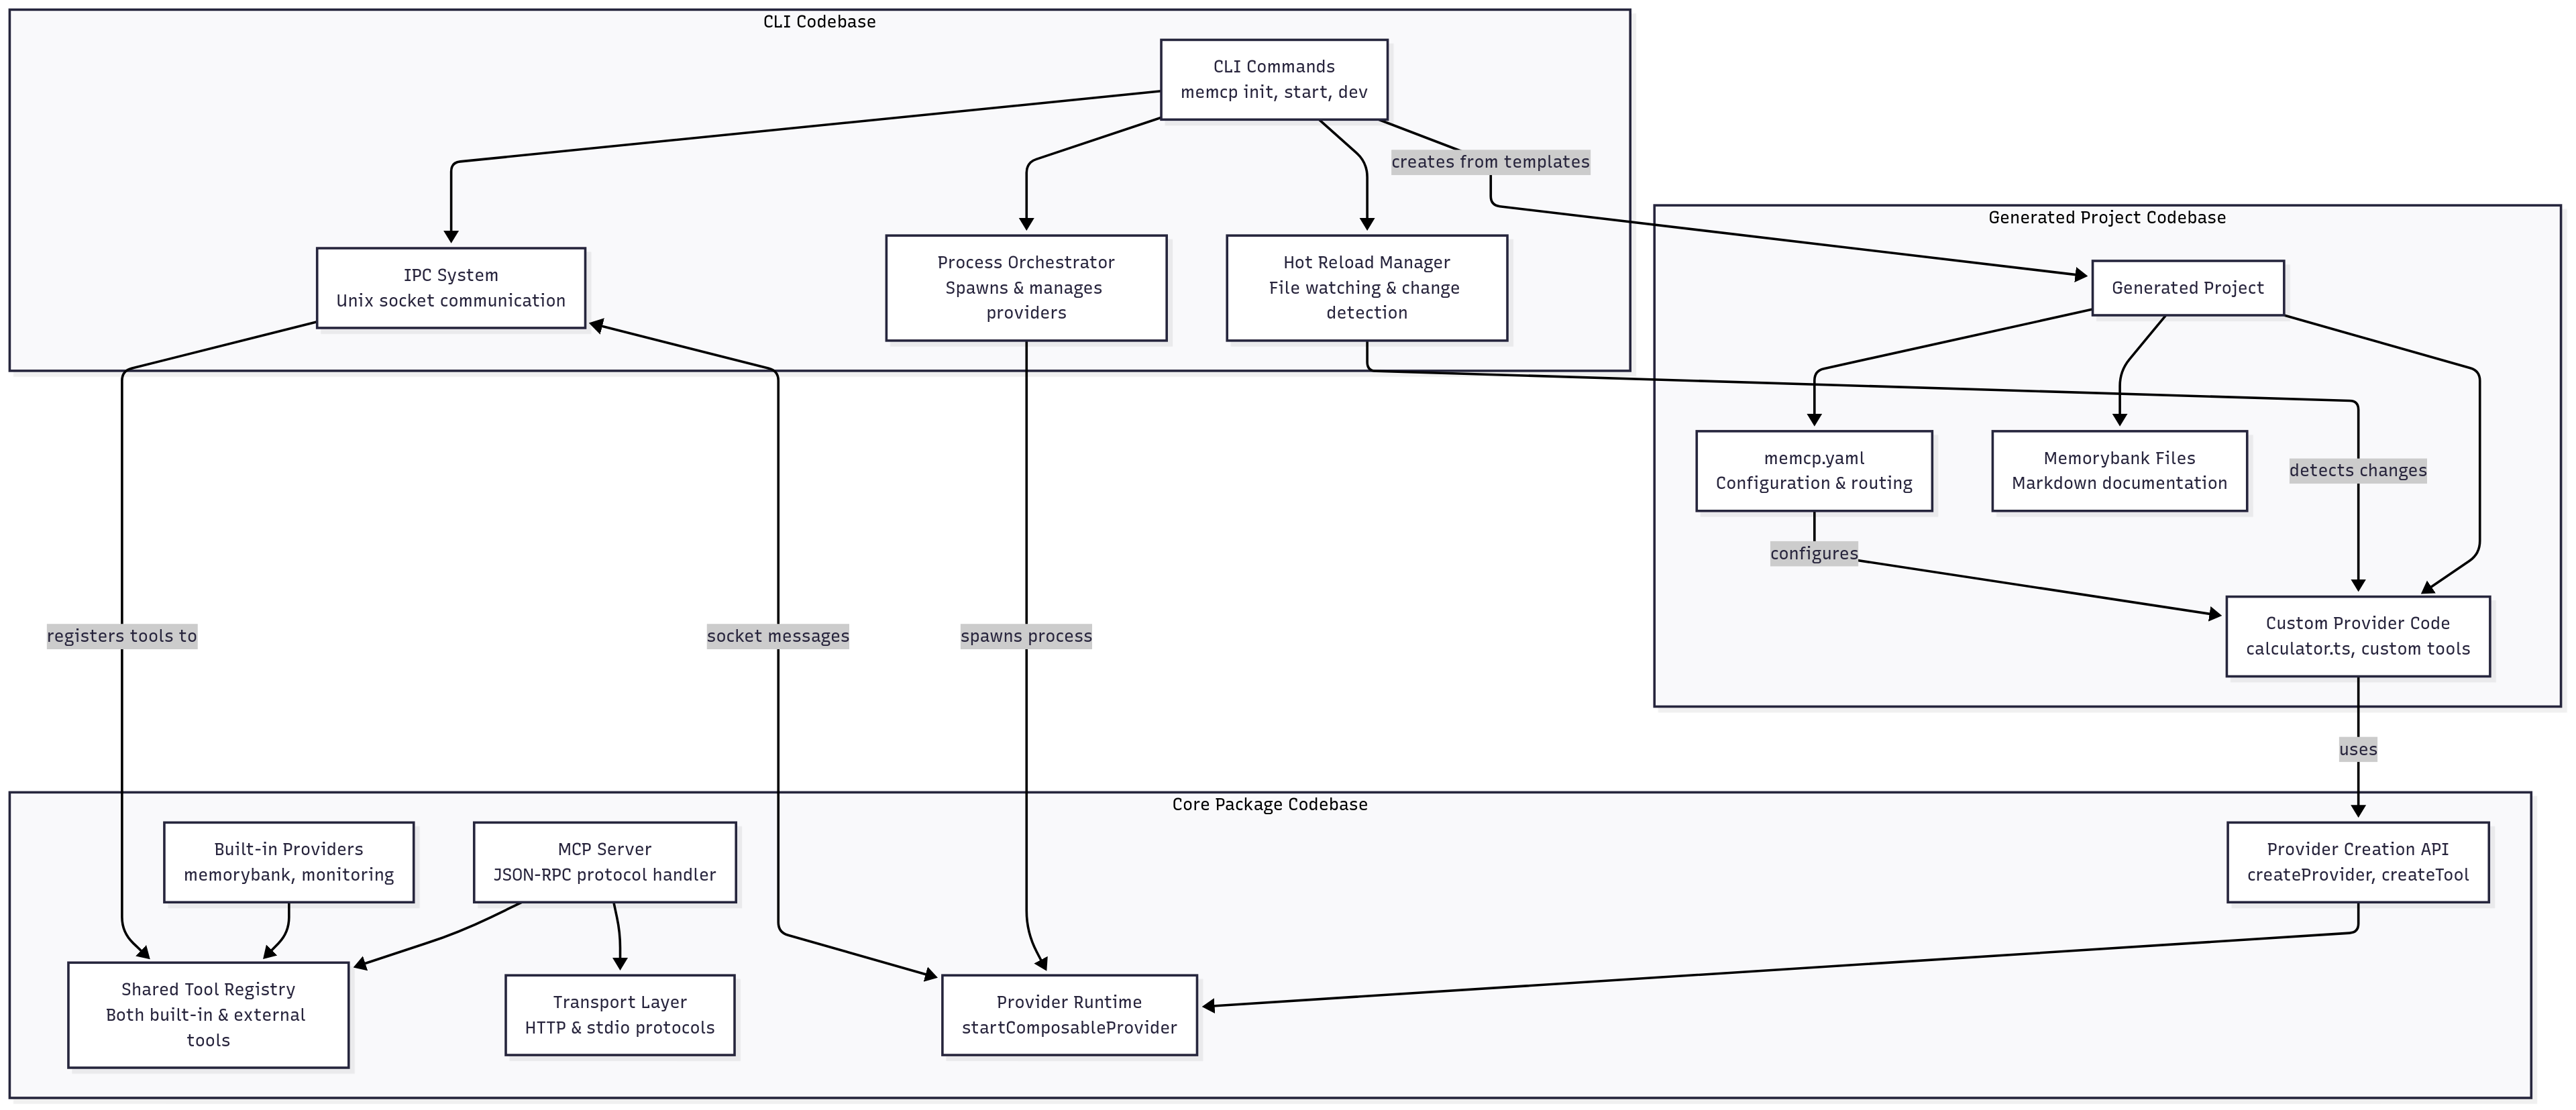 CLI Codebase
CLI Commands
memcp init, start, dev
creates from templates
Generated Project Codebase
IPC System
Unix socket communication
Process Orchestrator
Spawns & manages
providers
Hot Reload Manager
File watching & change
detection
Generated Project
memcp.yaml
Configuration & routing
Memorybank Files
Markdown documentation
detects changes
configures
Custom Provider Code
calculator.ts, custom tools
registers tools to
socket messages
spawns process
uses
Core Package Codebase
Built-in Providers
memorybank, monitoring
MCP Server
JSON-RPC protocol handler
Provider Creation API
createProvider, createTool
Shared Tool Registry
Both built-in & external
tools
Transport Layer
HTTP & stdio protocols
Provider Runtime
startComposableProvider